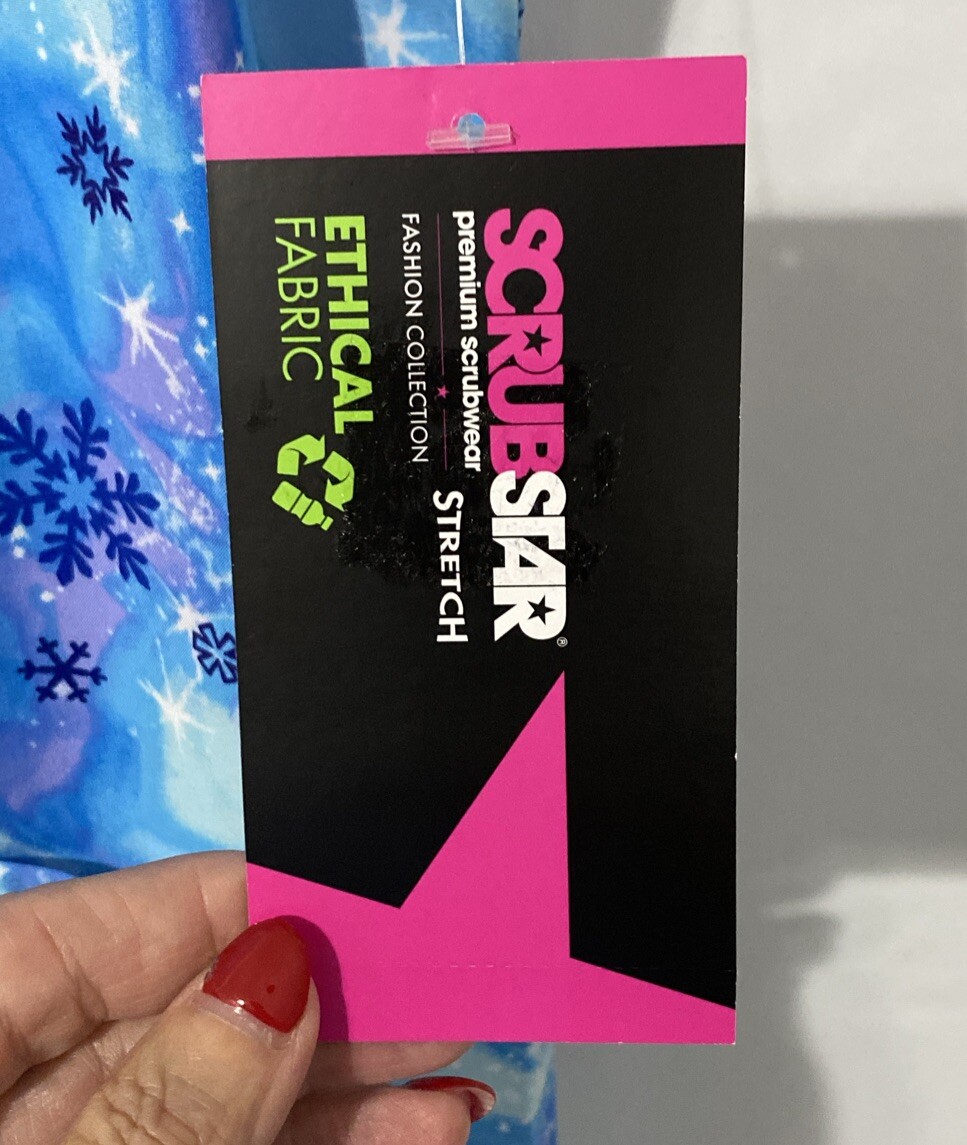 SCRUBSTAR®
premium scrubwear
FASHION COLLECTION
STRETCH
ETHICAL
FABRIC